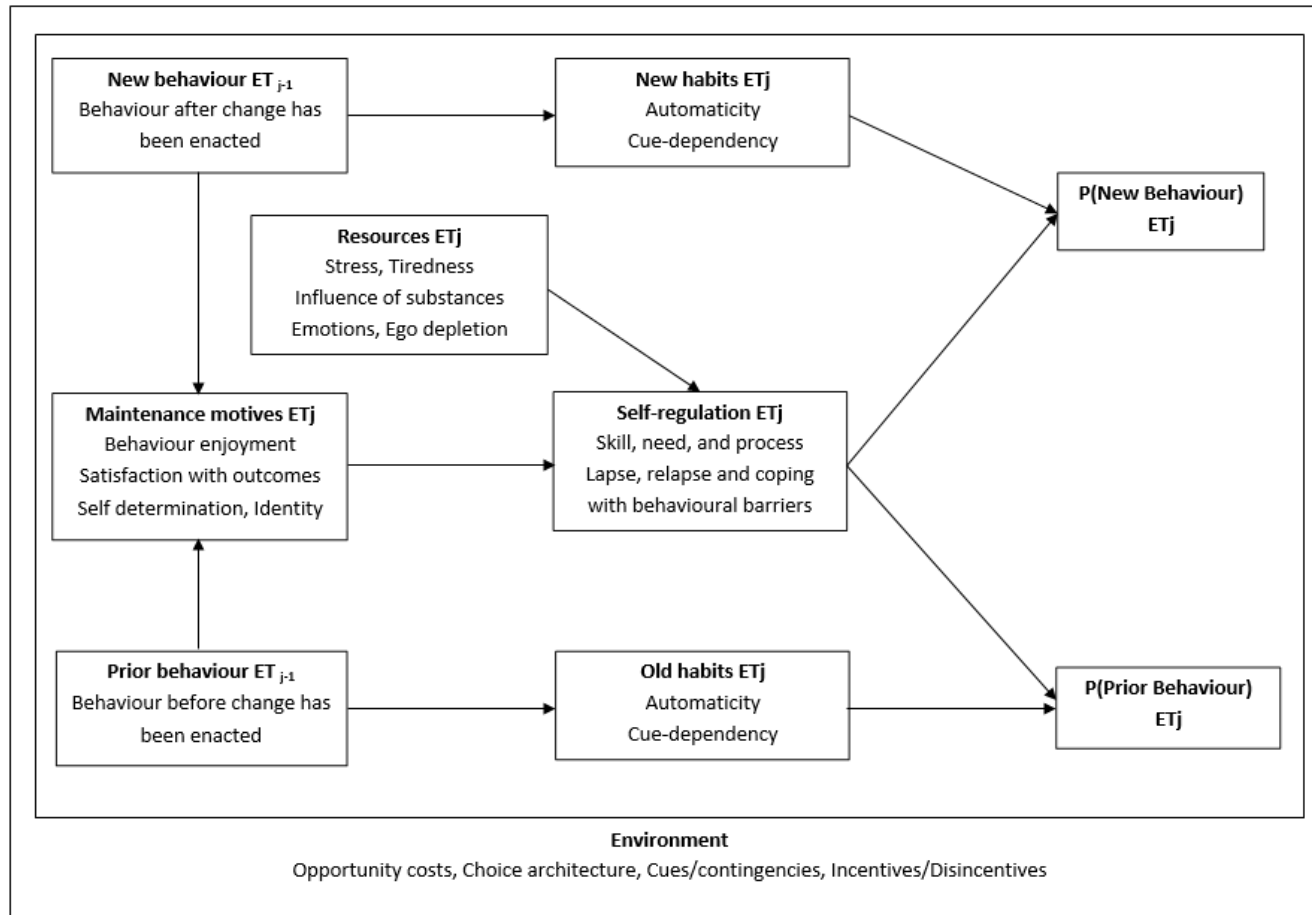 New behaviour ET j-1
Behaviour after change has
been enacted
New habits ETj
Automaticity
Cue-dependency
P(New Behaviour)
ETj
Resources ETj
Stress, Tiredness
Influence of substances
Emotions, Ego depletion
Maintenance motives ETj
Behaviour enjoyment
Satisfaction with outcomes
Self determination, Identity
Self-regulation ETj
Skill, need, and process
Lapse, relapse and coping
with behavioural barriers
Prior behaviour ET j-1
Behaviour before change has
been enacted
Old habits ETj
Automaticity
Cue-dependency
P(Prior Behaviour)
ETj
Environment
Opportunity costs, Choice architecture, Cues/contingencies, Incentives/Disincentives